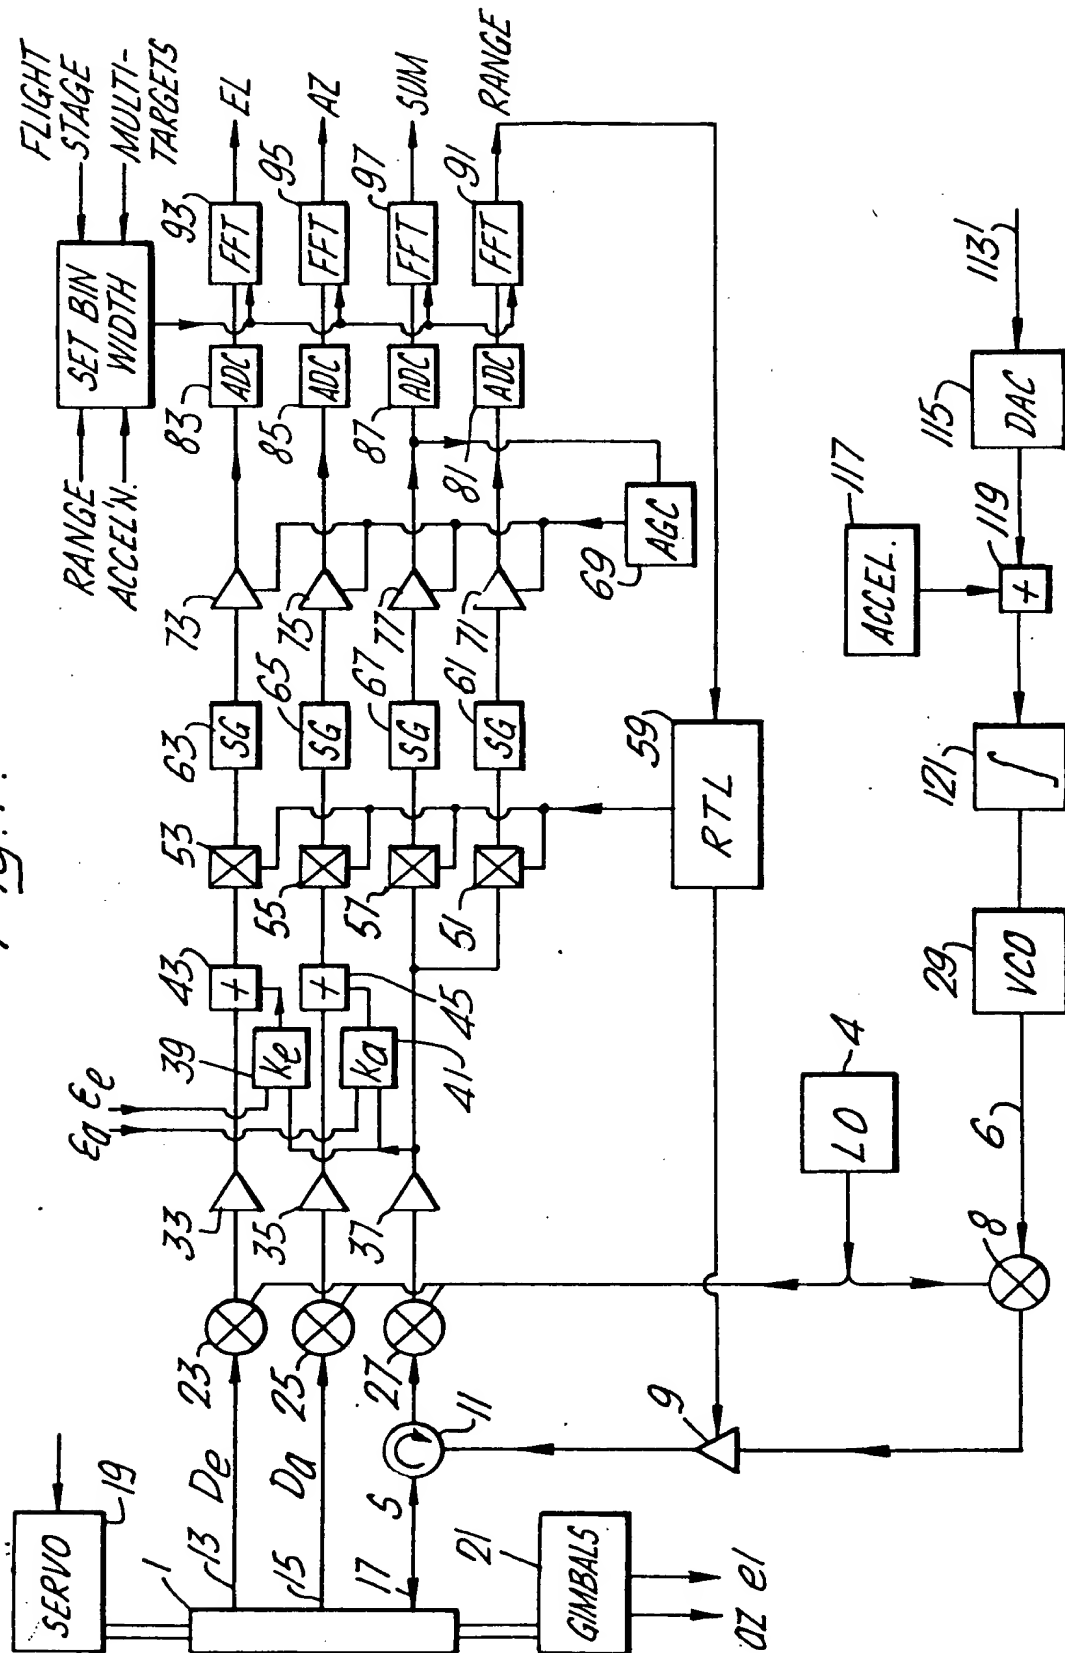 Fig. 1.
FLIGHT
STAGE
MULTI-
TARGETS
RANGE
ACCEL'N.
SET BIN
WIDTH
SERVO
19
1
13
De
23
33
εa
εe
39
Ke
43
+
53
63
SG
73
83
ADC
93
FFT
EL
15
Da
25
35
41
Ka
45
+
55
65
SG
75
85
ADC
95
FFT
AZ
17
S
11
27
37
57
67
SG
77
87
ADC
97
FFT
SUM
51
61
SG
71
81
ADC
91
FFT
RANGE
69
AGC
59
RTL
21
GIMBALS
az
el
9
4
LO
8
6
29
VCO
121
∫
119
+
117
ACCEL.
115
DAC
113'